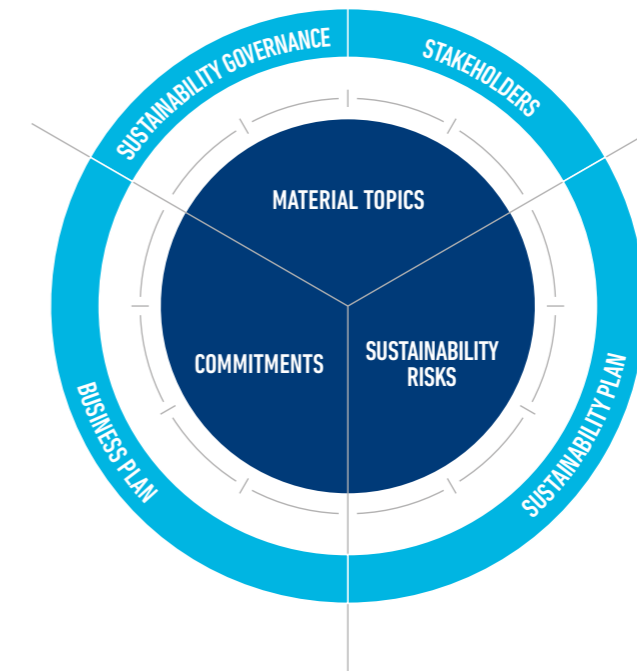 SUSTAINABILITY GOVERNANCE
STAKEHOLDERS
MATERIAL TOPICS
COMMITMENTS
SUSTAINABILITY
RISKS
BUSINESS PLAN
SUSTAINABILITY PLAN